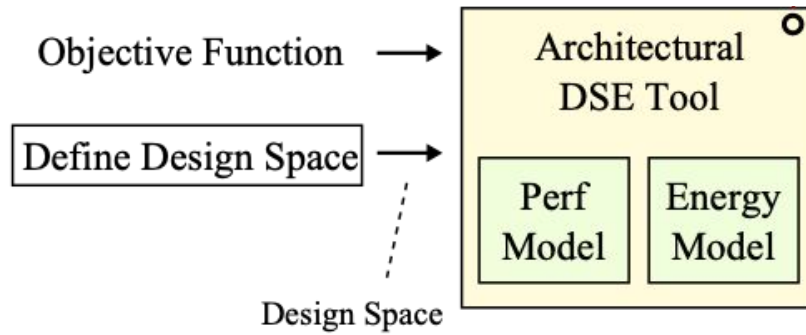 Objective Function
Architectural
DSE Tool
Define Design Space
Perf
Model
Energy
Model
Design Space